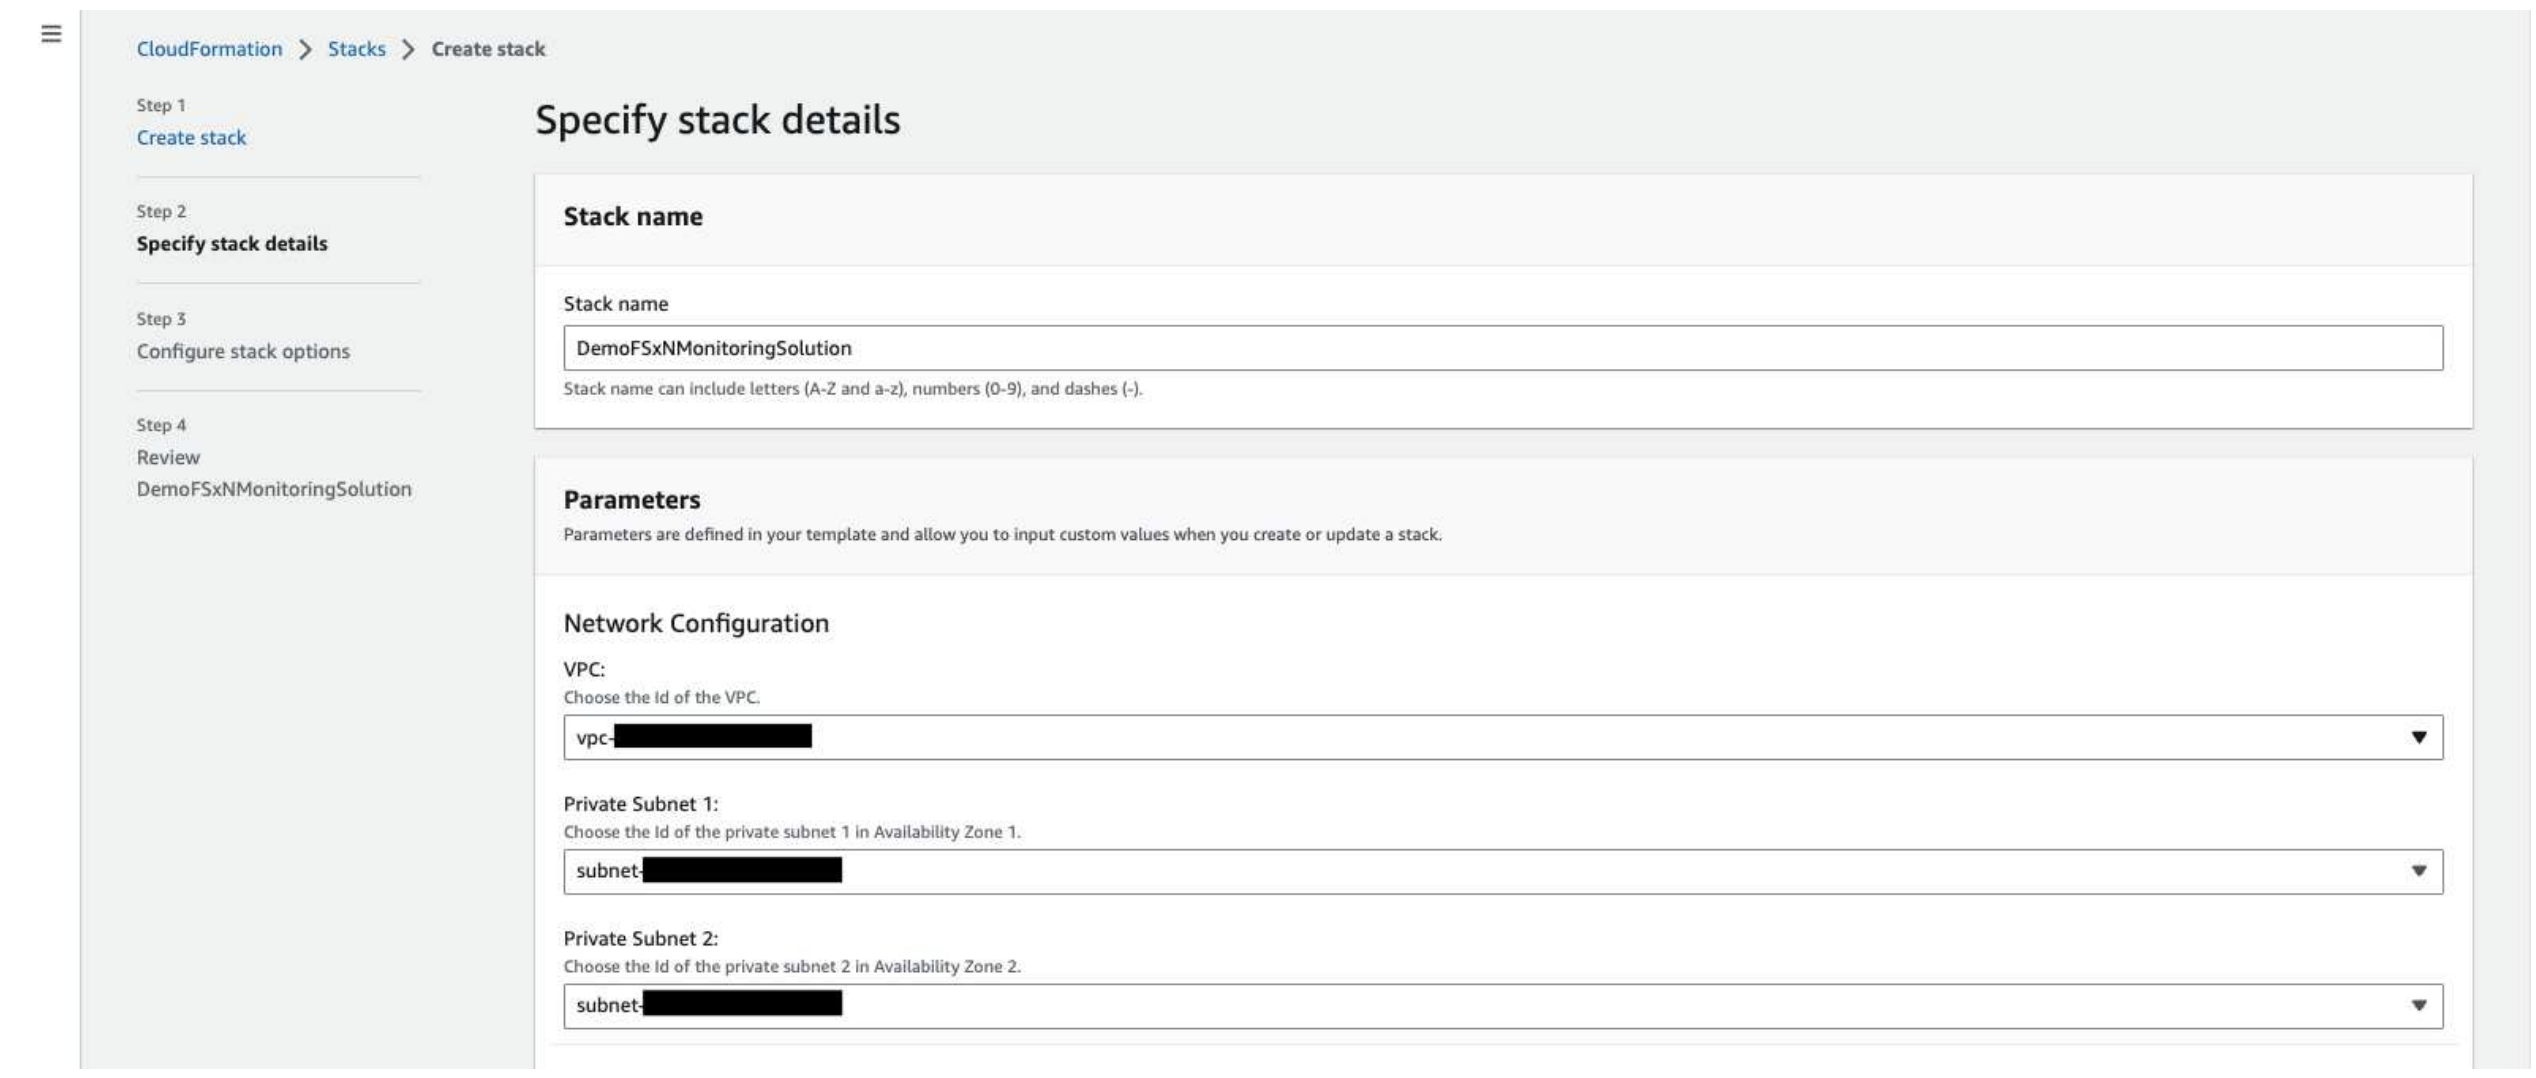 CloudFormation > Stacks > Create stack
Step 1
Create stack
Step 2
Specify stack details
Step 3
Configure stack options
Step 4
Review
DemoFSxNMonitoringSolution
Specify stack details
Stack name
Stack name
DemoFSxNMonitoringSolution
Stack name can include letters (A-Z and a-z), numbers (0-9), and dashes (-).
Parameters
Parameters are defined in your template and allow you to input custom values when you create or update a stack.
Network Configuration
VPC:
Choose the Id of the VPC.
vpc-
Private Subnet 1:
Choose the Id of the private subnet 1 in Availability Zone 1.
subnet-
Private Subnet 2:
Choose the Id of the private subnet 2 in Availability Zone 2.
subnet-